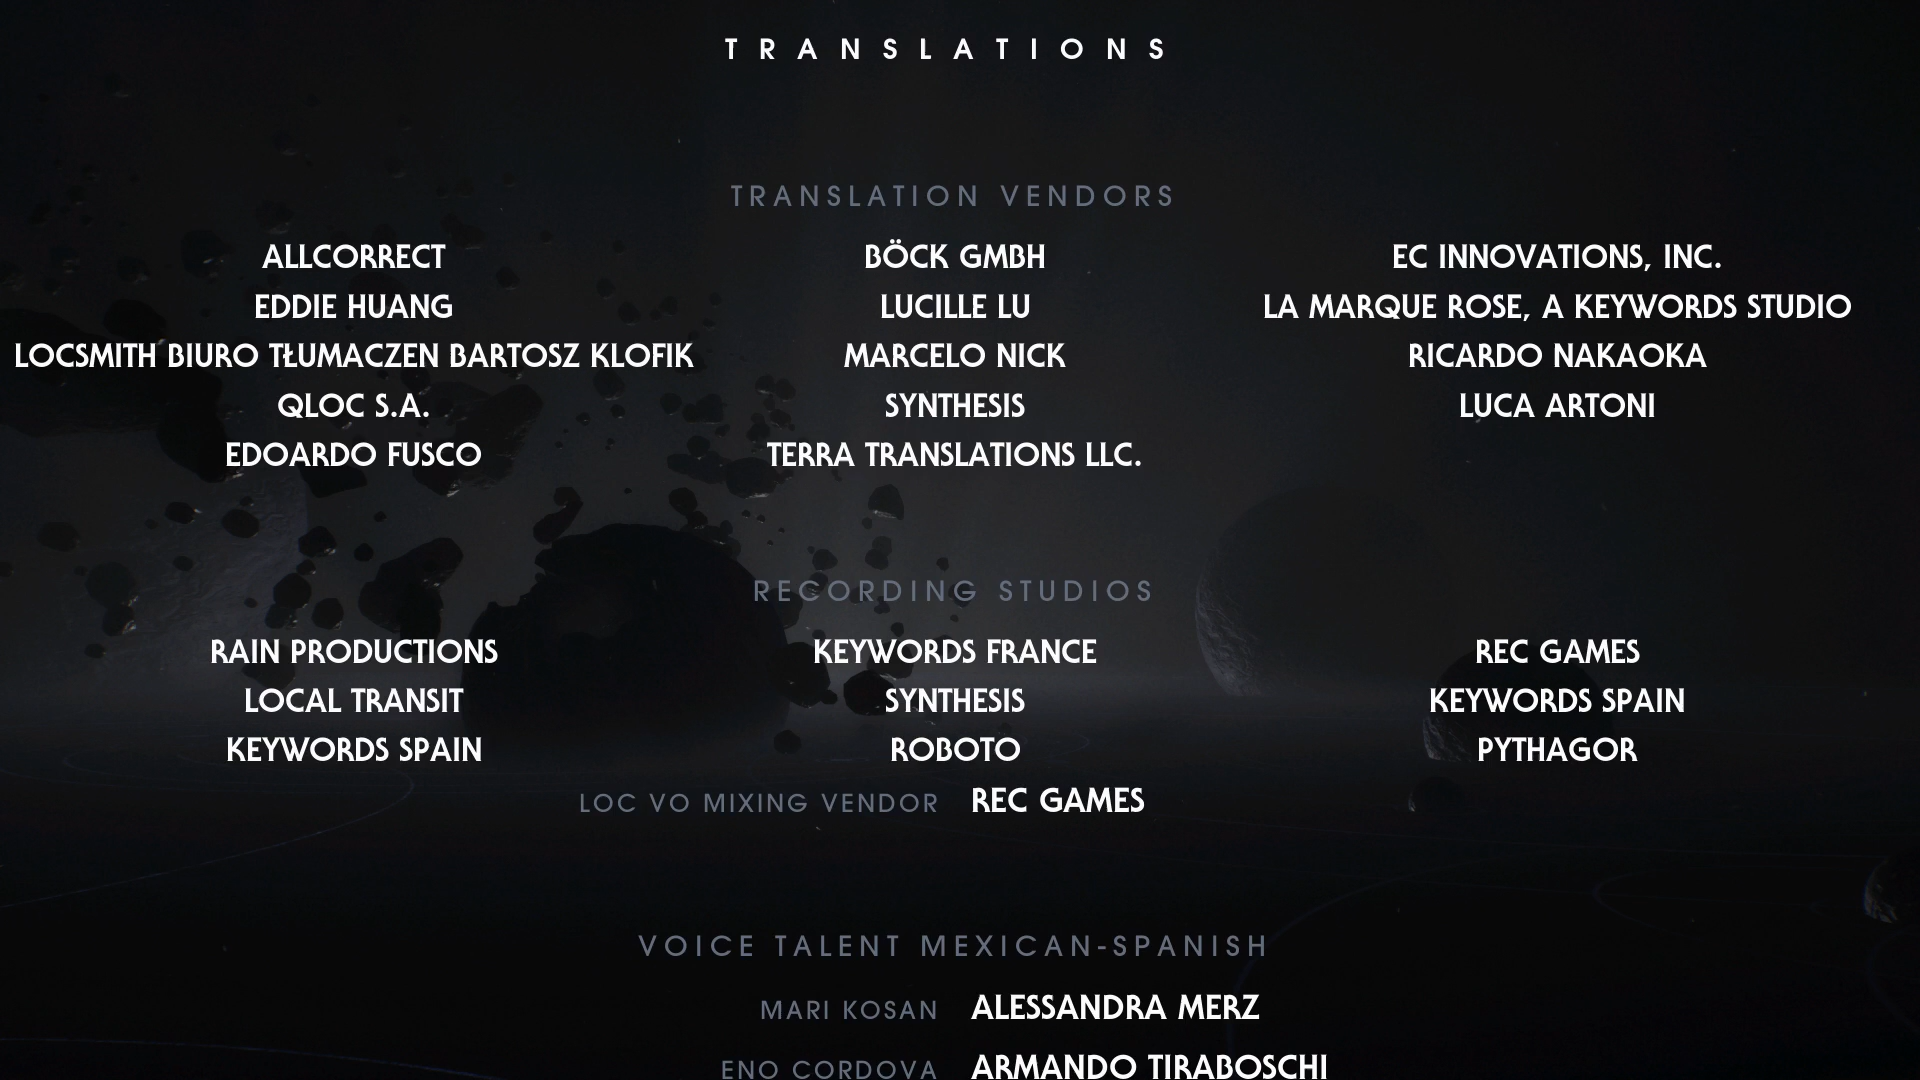 TRANSLATIONS
TRANSLATION VENDORS
ALLCORRECT BÖCK GMBH EC INNOVATIONS, INC.
EDDIE HUANG LUCILLE LU LA MARQUE ROSE, A KEYWORDS STUDIO
LOCSMITH BIURO TŁUMACZEN BARTOSZ KLOFIK MARCELO NICK RICARDO NAKAOKA
QLOC S.A. SYNTHESIS LUCA ARTONI
EDOARDO FUSCO TERRA TRANSLATIONS LLC.
RECORDING STUDIOS
RAIN PRODUCTIONS KEYWORDS FRANCE REC GAMES
LOCAL TRANSIT SYNTHESIS KEYWORDS SPAIN
KEYWORDS SPAIN ROBOTO PYTHAGOR
LOC VO MIXING VENDOR REC GAMES
VOICE TALENT MEXICAN-SPANISH
MARI KOSAN ALESSANDRA MERZ
ENO CORDOVA ARMANDO TIRABOSCHI